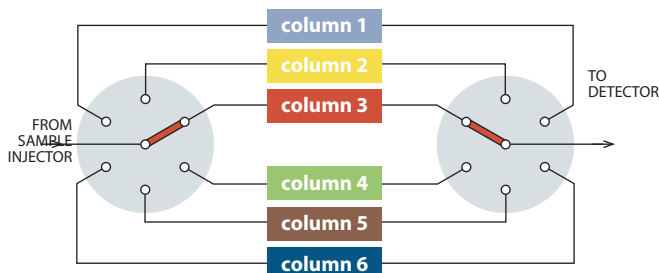 column 1
column 2
column 3
column 4
column 5
column 6
FROM
SAMPLE
INJECTOR
TO
DETECTOR